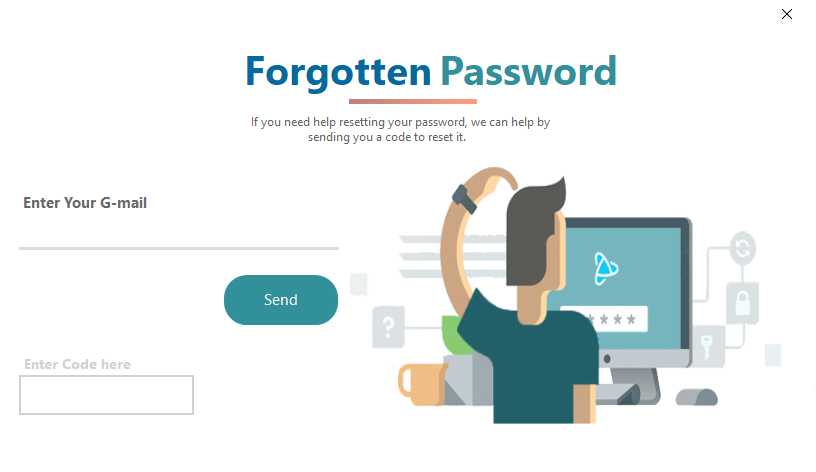 Forgotten Password
If you need help resetting your password, we can help by
sending you a code to reset it.
Enter Your G-mail
Send
?
****
Enter Code here